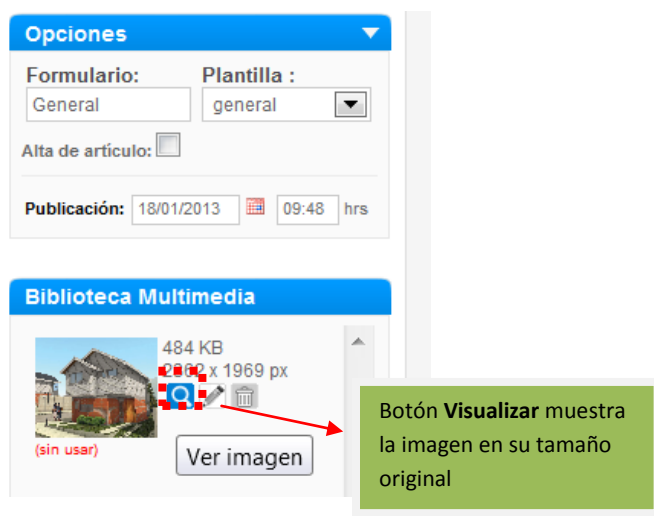 Opciones
Formulario: Plantilla :
General general
Alta de artículo:
Publicación: 18/01/2013 09:48 hrs
Biblioteca Multimedia
484 KB
2362 x 1969 px
(sin usar)
Ver imagen
Botón Visualizar muestra
la imagen en su tamaño
original